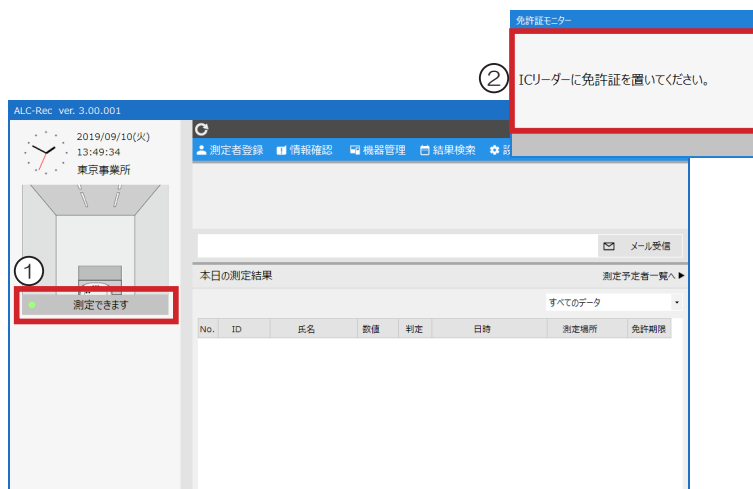 免許証モニター
②
ICリーダーに免許証を置いてください。
ALC-Rec ver. 3.00.001
2019/09/10(火)
13:49:34
東京事業所
測定者登録 情報確認 機器管理 結果検索
メール受信
①
測定できます
本日の測定結果 測定予定者一覧へ▶
すべてのデータ
No. ID 氏名 数値 判定 日時 測定場所 免許期限